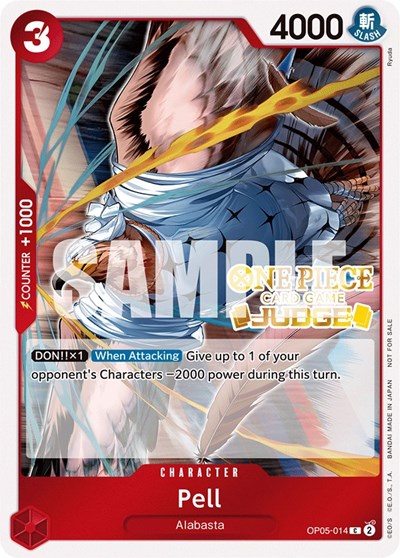 3
4000
斬
SLASH
Ryuda
COUNTER +1000
SAMPLE
ONE PIECE
CARD GAME
JUDGE
NOT FOR SALE
DON!!×1 When Attacking Give up to 1 of your
opponent's Characters −2000 power during this turn.
BANDAI MADE IN JAPAN
©E.O./S., T.A.
©ED/S
CHARACTER
Pell
Alabasta
OP05-014 C 2